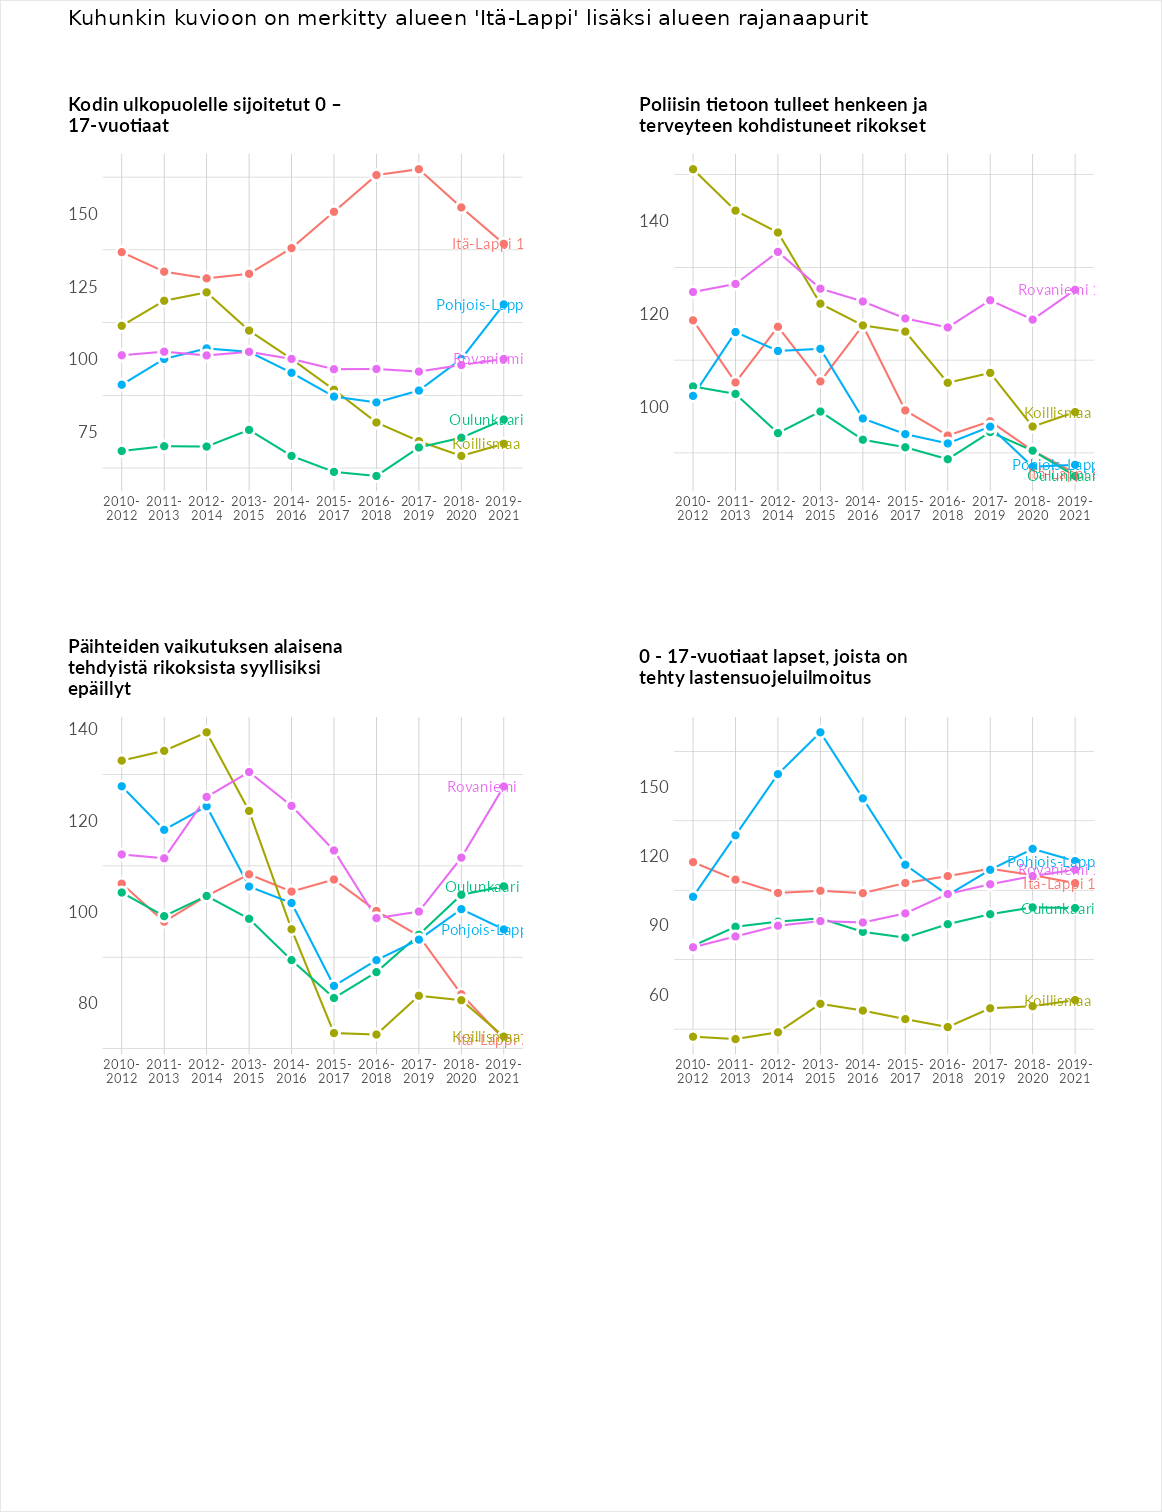 Kuhunkin kuvioon on merkitty alueen 'Itä-Lappi' lisäksi alueen rajanaapurit
Kodin ulkopuolelle sijoitetut 0 –
17-vuotiaat
150
125
100
75
Itä-Lappi 1
Pohjois-Lapp
Rovaniemi
Oulunkaari
Koillismaa
2010- 2011- 2012- 2013- 2014- 2015- 2016- 2017- 2018- 2019-
2012 2013 2014 2015 2016 2017 2018 2019 2020 2021
Poliisin tietoon tulleet henkeen ja
terveyteen kohdistuneet rikokset
140
120
100
Rovaniemi
Koillismaa
Pohjois-Lapp
Oulunkaari
2010- 2011- 2012- 2013- 2014- 2015- 2016- 2017- 2018- 2019-
2012 2013 2014 2015 2016 2017 2018 2019 2020 2021
Päihteiden vaikutuksen alaisena
tehdyistä rikoksista syyllisiksi
epäillyt
140
120
100
80
Rovaniemi
Oulunkaari
Pohjois-Lapp
Koillismaa
Itä-Lappi
2010- 2011- 2012- 2013- 2014- 2015- 2016- 2017- 2018- 2019-
2012 2013 2014 2015 2016 2017 2018 2019 2020 2021
0 - 17-vuotiaat lapset, joista on
tehty lastensuojeluilmoitus
150
120
90
60
Pohjois-Lapp
Rovaniemi
Itä-Lappi 1
Oulunkaari
Koillismaa
2010- 2011- 2012- 2013- 2014- 2015- 2016- 2017- 2018- 2019-
2012 2013 2014 2015 2016 2017 2018 2019 2020 2021